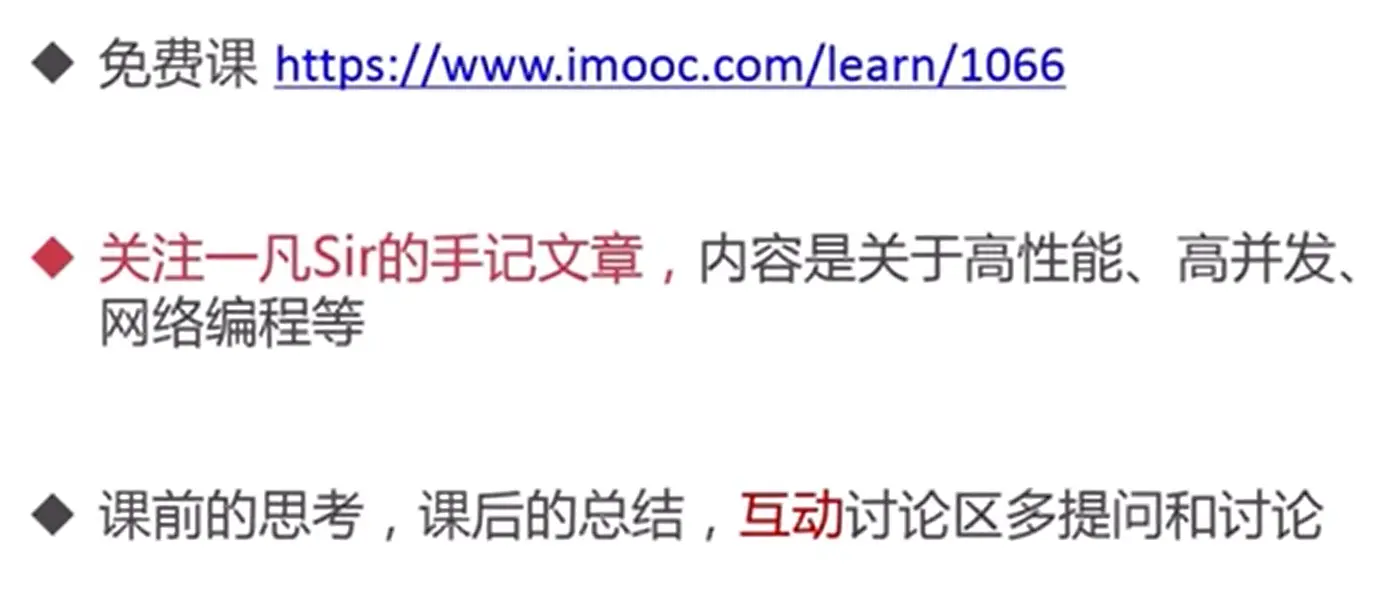 ◆ 免费课 https://www.imooc.com/learn/1066
◆ 关注一凡Sir的手记文章，内容是关于高性能、高并发、
网络编程等
◆ 课前的思考，课后的总结，互动讨论区多提问和讨论